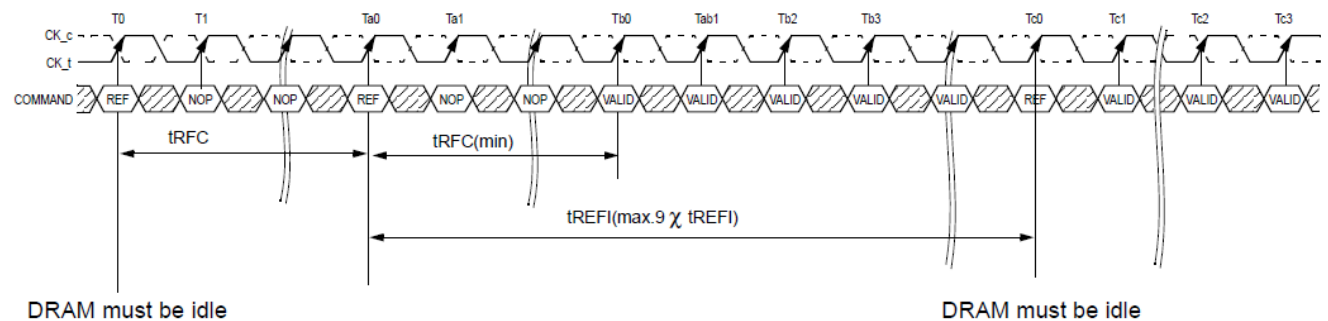 T0 T1 Ta0 Ta1 Tb0 Tab1 Tb2 Tb3 Tc0 Tc1 Tc2 Tc3
CK_c
CK_t
COMMAND REF NOP NOP REF NOP NOP VALID VALID VALID VALID VALID REF VALID VALID VALID
tRFC tRFC(min)
tREFI(max.9 χ tREFI)
DRAM must be idle DRAM must be idle